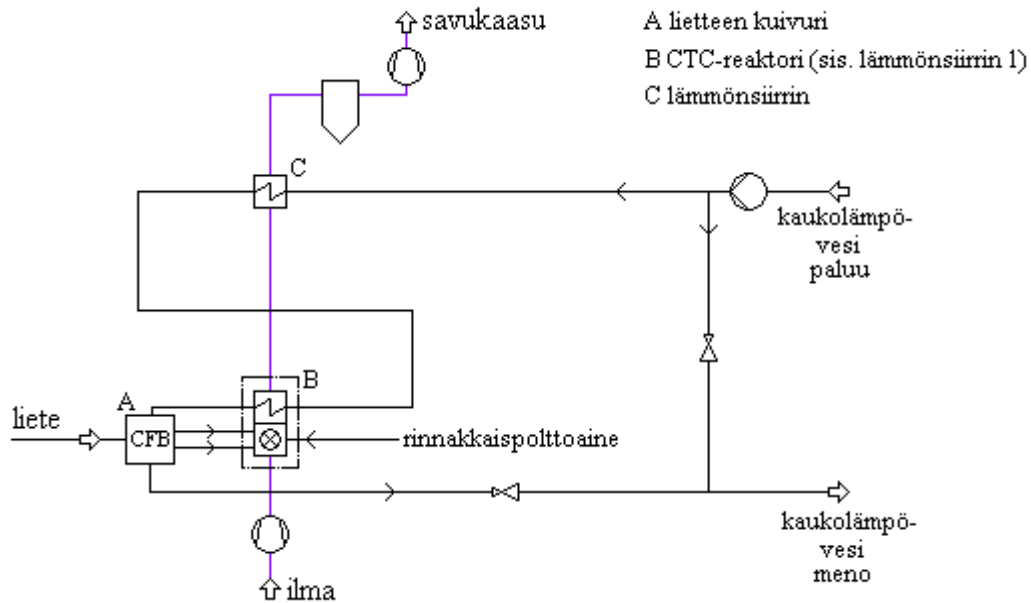 savukaasu
A lietteen kuivuri
B CTC-reaktori (sis. lämmönsiirrin 1)
C lämmönsiirrin
C
kaukolämpö-
vesi
paluu
B
A
liete
CFB
rinnakkaispolttoaine
kaukolämpö-
vesi
meno
ilma